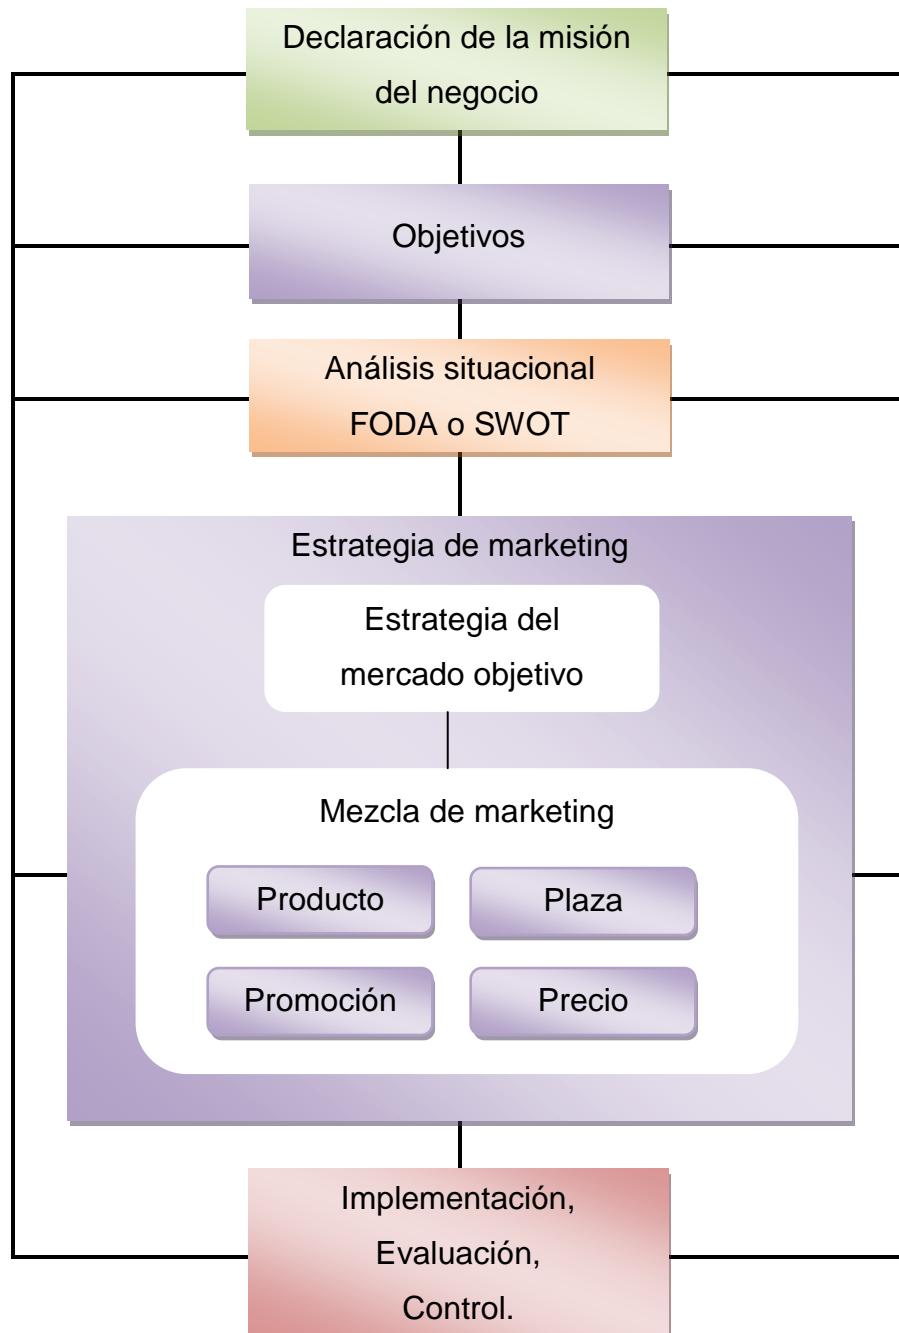 Declaración de la misión
del negocio
Objetivos
Análisis situacional
FODA o SWOT
Estrategia de marketing
Estrategia del
mercado objetivo
Mezcla de marketing
Producto
Plaza
Promoción
Precio
Implementación,
Evaluación,
Control.